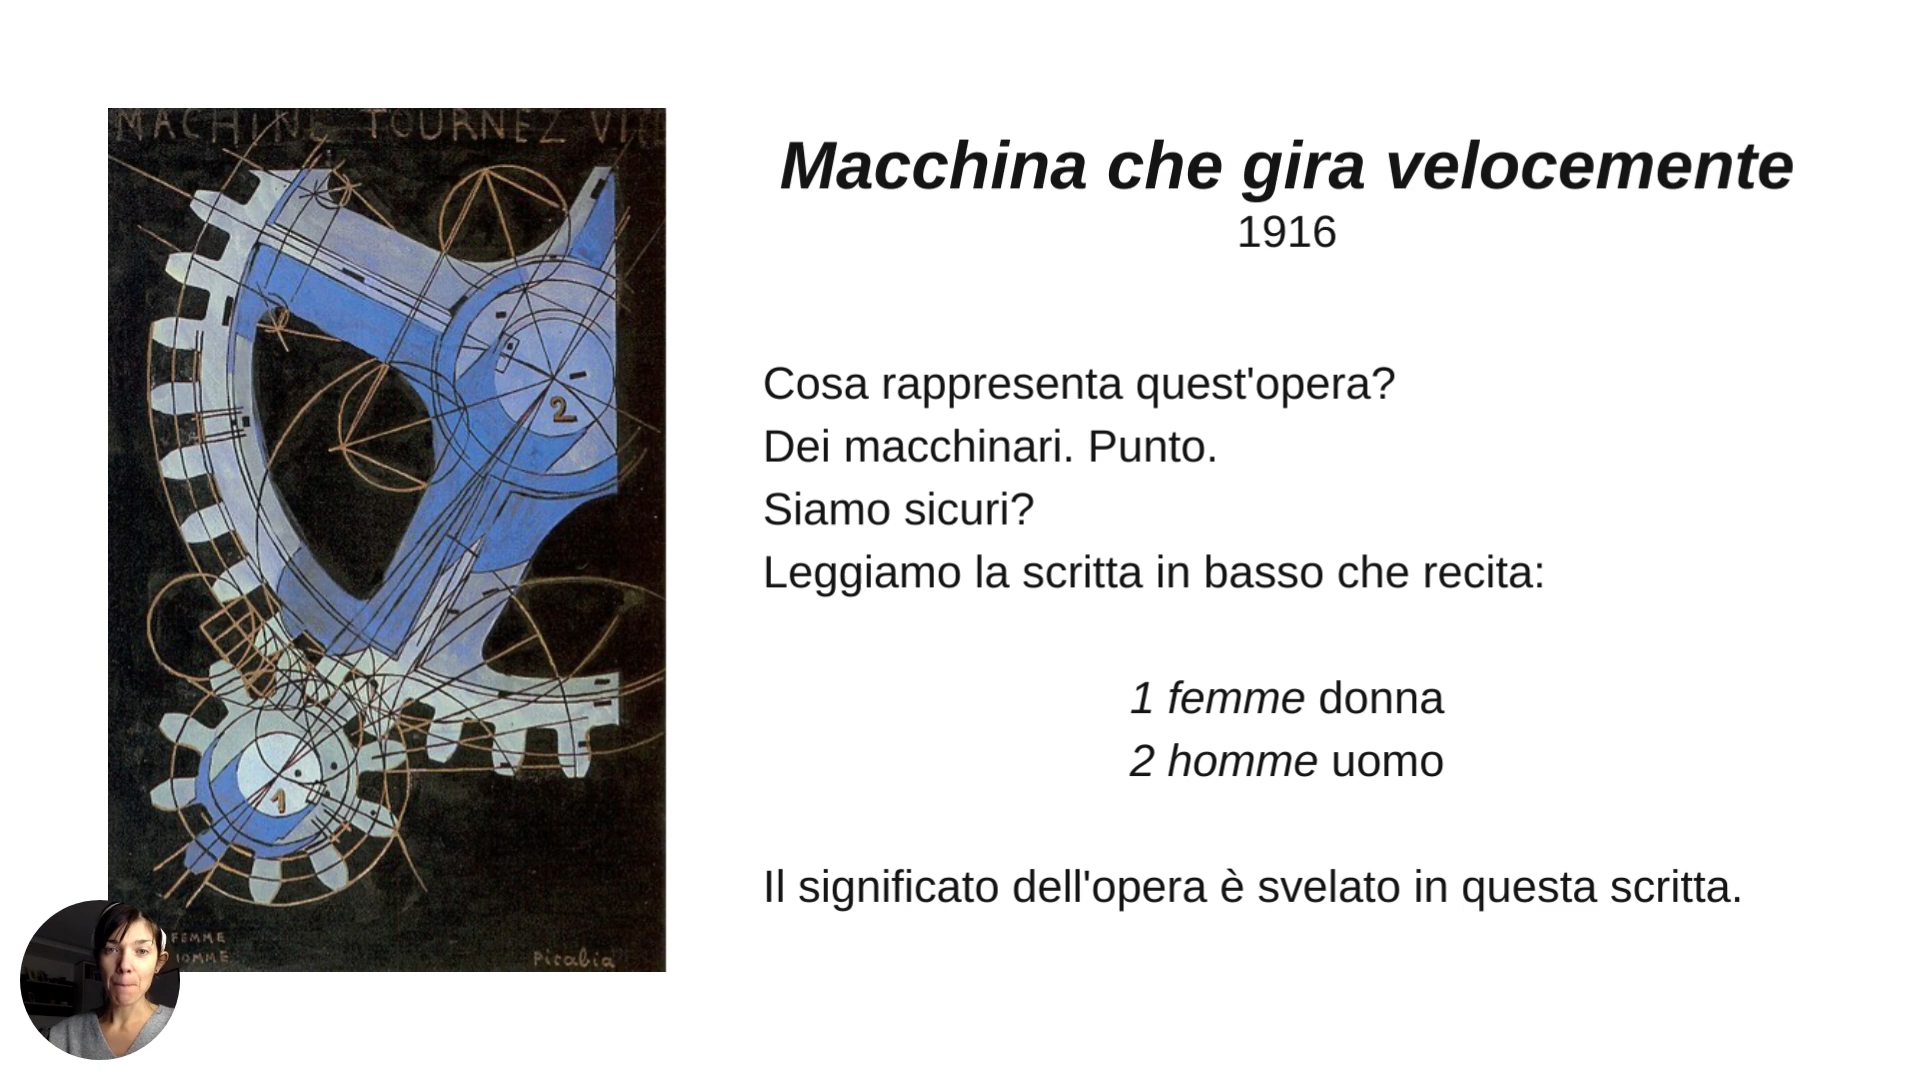 MACHINE TOURNEZ
Macchina che gira velocemente
1916
Cosa rappresenta quest'opera?
Dei macchinari. Punto.
Siamo sicuri?
Leggiamo la scritta in basso che recita:
2
1 femme donna
2 homme uomo
1
Il significato dell'opera è svelato in questa scritta.
FEMME
Picabia